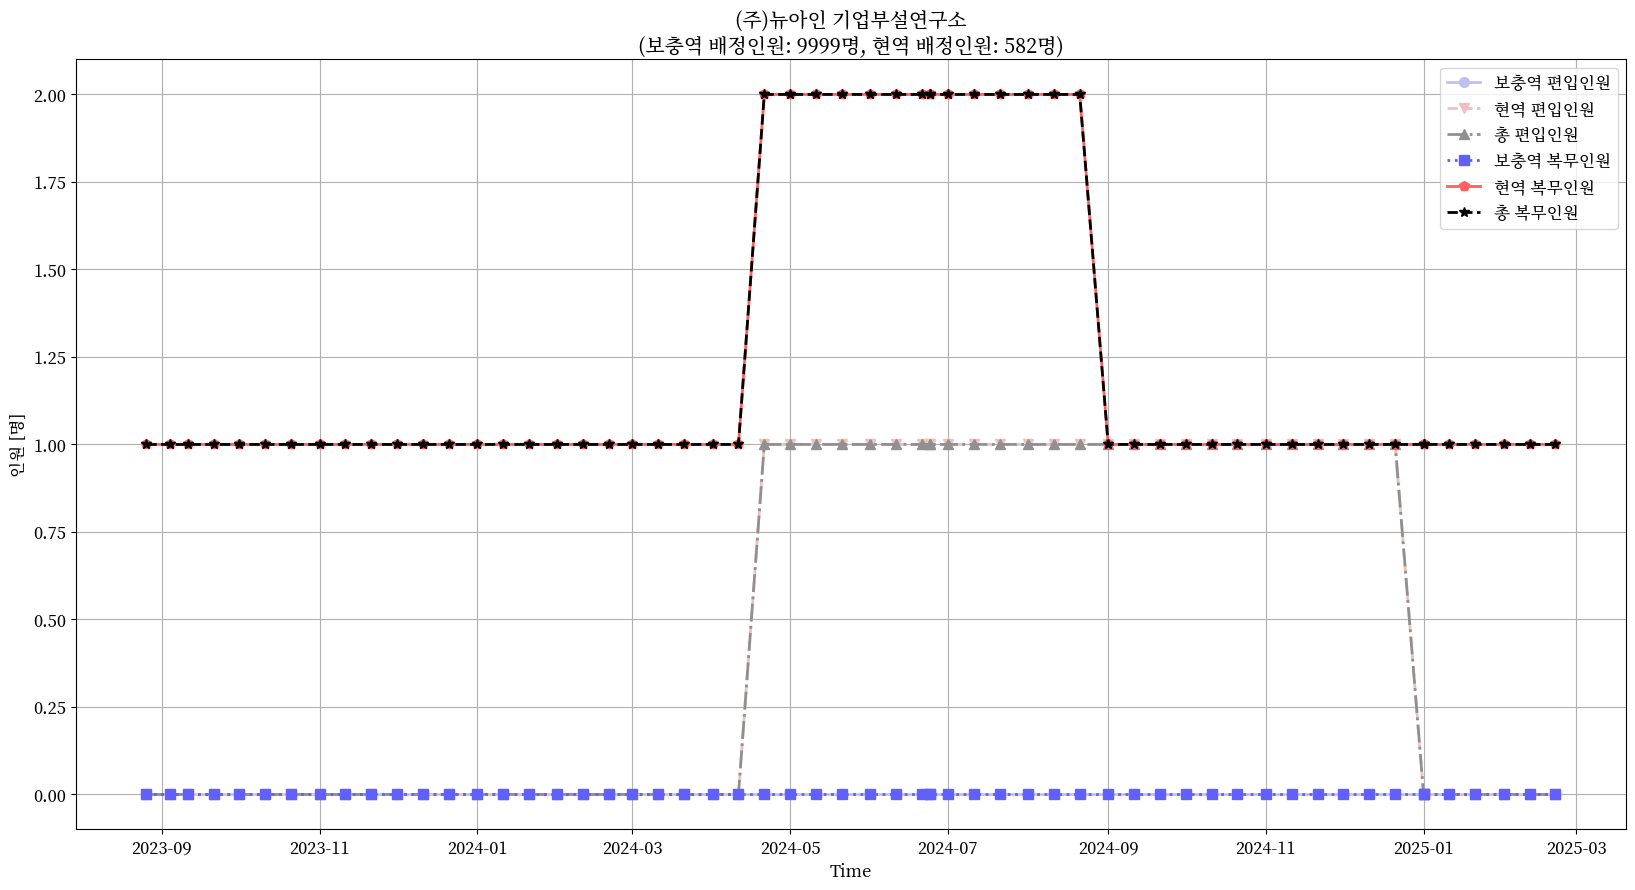 (주)뉴아인 기업부설연구소
(보충역 배정인원: 9999명, 현역 배정인원: 582명)
보충역 편입인원
현역 편입인원
총 편입인원
보충역 복무인원
현역 복무인원
총 복무인원
인원 [명]
2.00
1.75
1.50
1.25
1.00
0.75
0.50
0.25
0.00
2023-09 2023-11 2024-01 2024-03 2024-05 2024-07 2024-09 2024-11 2025-01 2025-03
Time